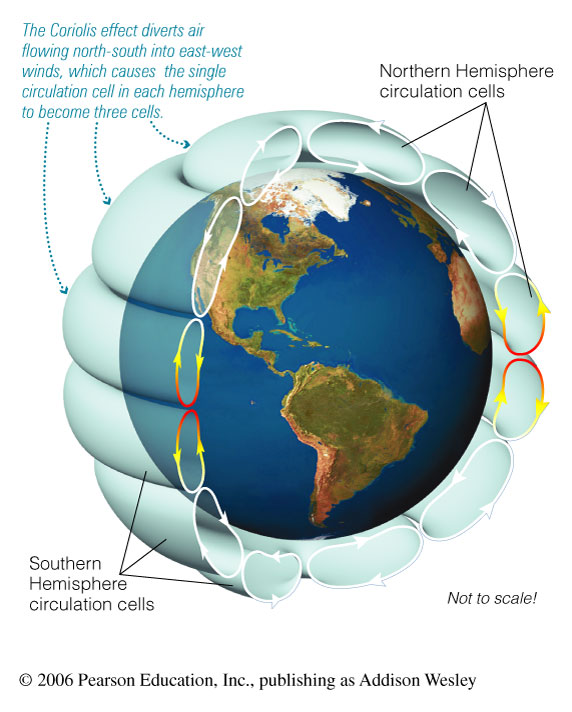 The Coriolis effect diverts air
flowing north-south into east-west
winds, which causes the single
circulation cell in each hemisphere
to become three cells.
Northern Hemisphere
circulation cells
Southern
Hemisphere
circulation cells
Not to scale!
© 2006 Pearson Education, Inc., publishing as Addison Wesley